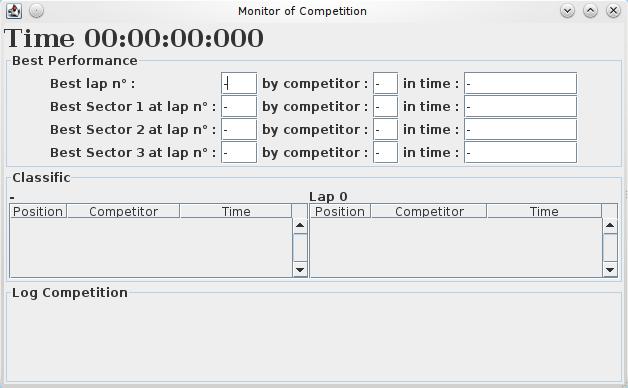 Monitor of Competition
Time 00:00:00:000
Best Performance
Best lap n° : - by competitor : - in time : -
Best Sector 1 at lap n° : - by competitor : - in time : -
Best Sector 2 at lap n° : - by competitor : - in time : -
Best Sector 3 at lap n° : - by competitor : - in time : -
Classific
- Lap 0
Position Competitor Time Position Competitor Time
Log Competition